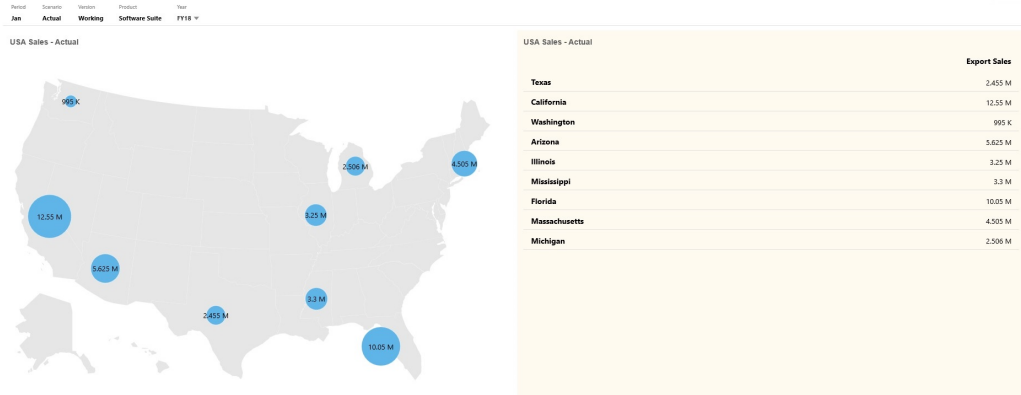 Period Scenario Version Product Year
Jan Actual Working Software Suite FY18
USA Sales - Actual
995 K
2.506 M
4.505 M
12.55 M
3.25 M
5.625 M
3.3 M
2.455 M
10.05 M
USA Sales - Actual
Export Sales
Texas 2.455 M
California 12.55 M
Washington 995 K
Arizona 5.625 M
Illinois 3.25 M
Mississippi 3.3 M
Florida 10.05 M
Massachusetts 4.505 M
Michigan 2.506 M